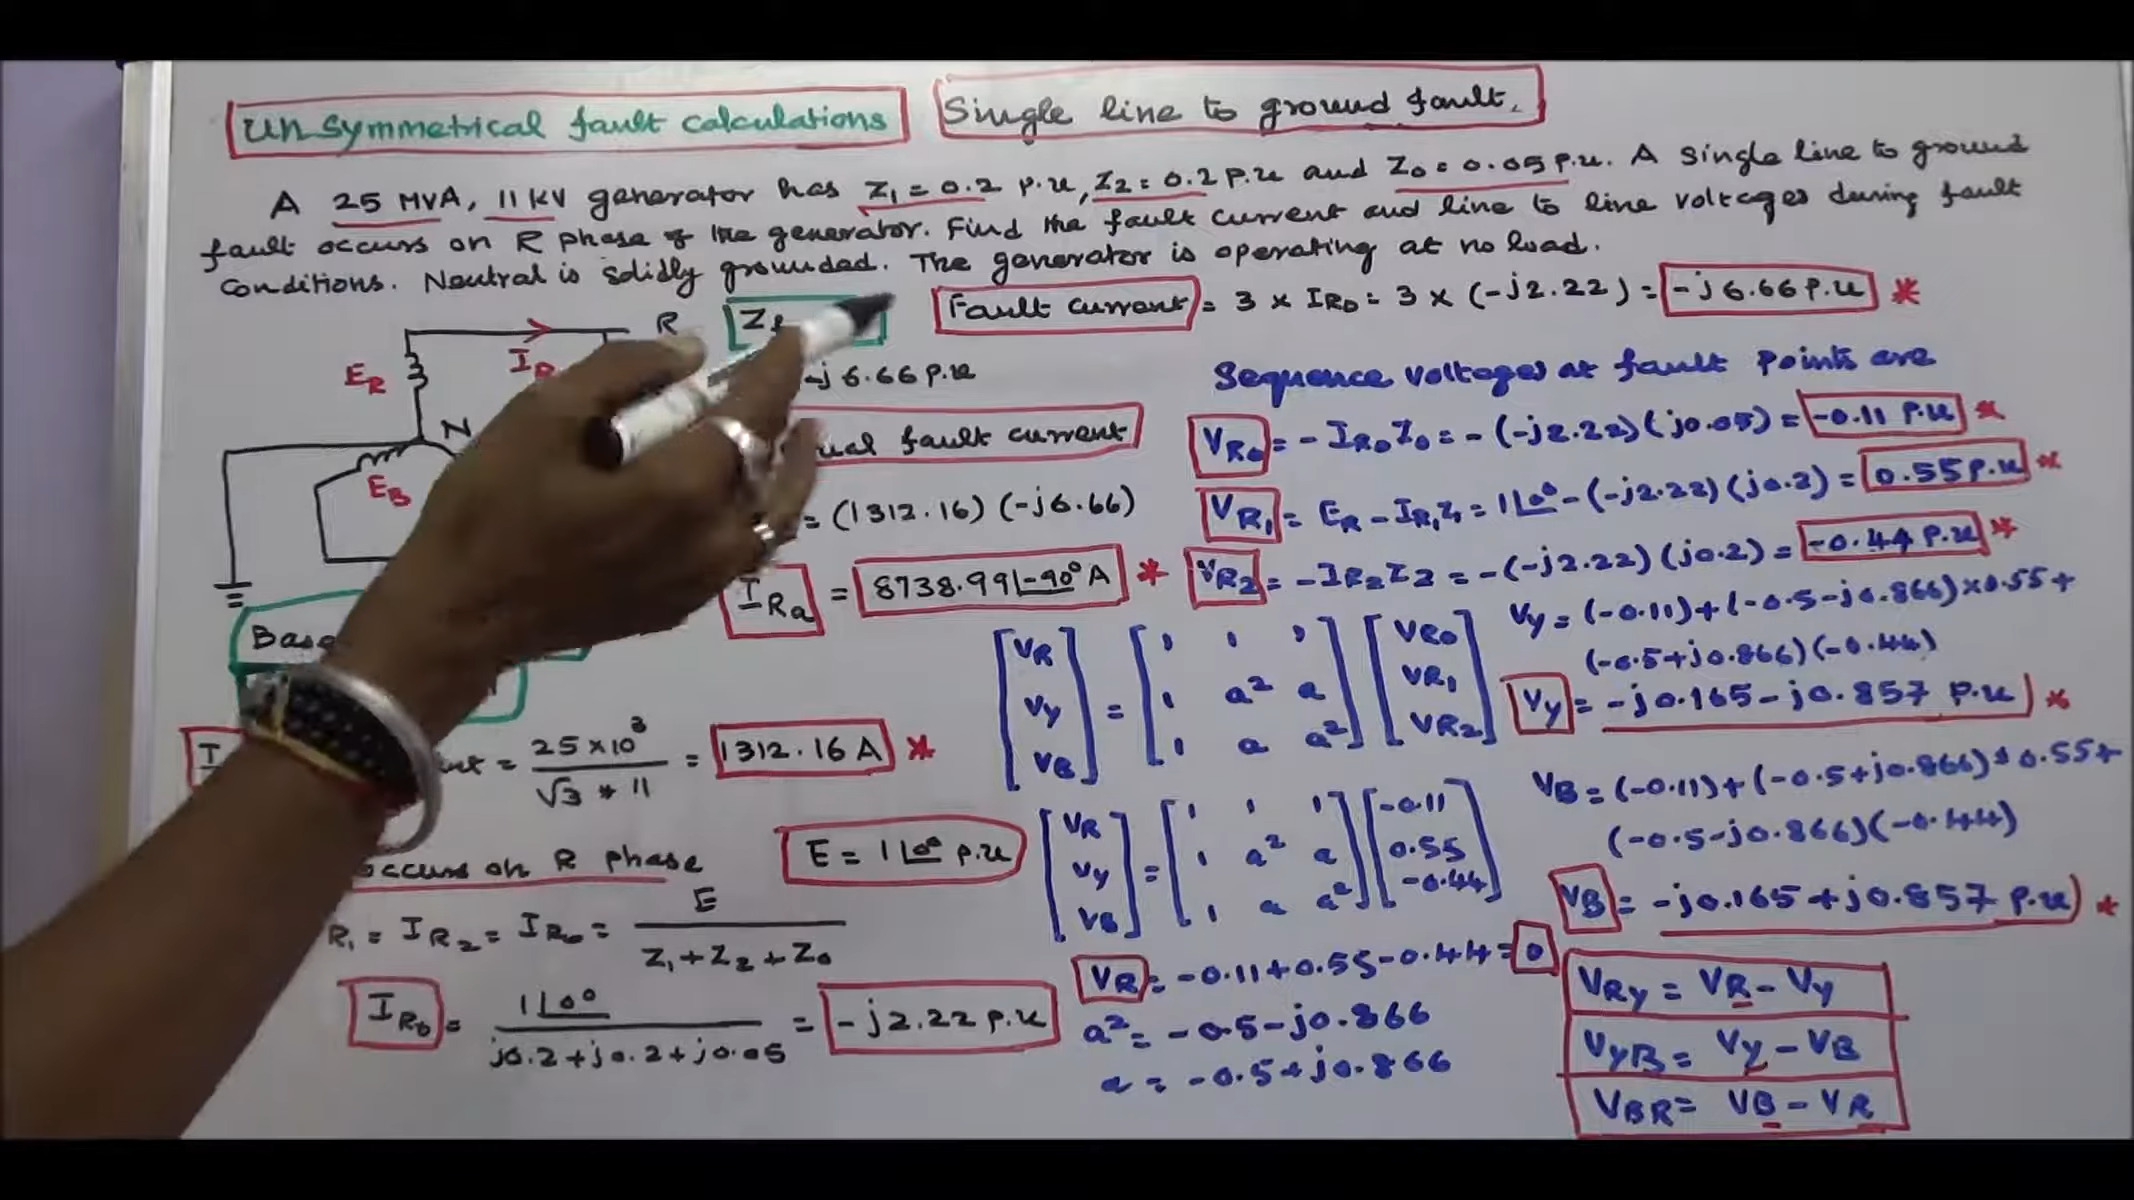 Unsymmetrical fault calculations
Single line to ground fault.
A 25 MVA, 11 kV generator has Z1 = 0.2 p.u, Z2 = 0.2 p.u and Z0 = 0.05 p.u. A single line to ground
fault occurs on R phase of the generator. Find the fault current and line to line voltages during fault
conditions. Neutral is solidly grounded. The generator is operating at no load.
R
IR
ER
N
EB
Base
= 25×10³ / √3 * 11 = 1312.16 A *
occurs on R phase
E = 1∠0° p.u
R1 = IR2 = IR0 = E / Z1+Z2+Z0
IR0 = 1∠0° / j0.2+j0.2+j0.05 = -j2.22 p.u
-j6.66 p.u
fault current
= (1312.16) (-j6.66)
IRa = 8738.99∠-90° A *
Fault current = 3 × IR0 = 3 × (-j2.22) = -j6.66 p.u *
Sequence voltages at fault points are
VR0 = -IR0 Z0 = -(-j2.22)(j0.05) = -0.11 p.u *
VR1 = ER - IR1 Z1 = 1∠0° - (-j2.22)(j0.2) = 0.55 p.u *
VR2 = -IR2 Z2 = -(-j2.22)(j0.2) = -0.44 p.u *
[VR] = [1 1 1] [VR0]
[VY] = [1 a² a] [VR1]
[VB] = [1 a a²] [VR2]
[VR] = [1 1 1] [-0.11]
[VY] = [1 a² a] [0.55]
[VB] = [1 a a²] [-0.44]
VR = -0.11+0.55-0.44 = 0
a² = -0.5-j0.866
a = -0.5+j0.866
VY = (-0.11)+(-0.5-j0.866)×0.55+
(-0.5+j0.866)(-0.44)
VY = -j0.165-j0.857 p.u *
VB = (-0.11)+(-0.5+j0.866)*0.55+
(-0.5-j0.866)(-0.44)
VB = -j0.165+j0.857 p.u *
VRY = VR - VY
VYB = VY - VB
VBR = VB - VR